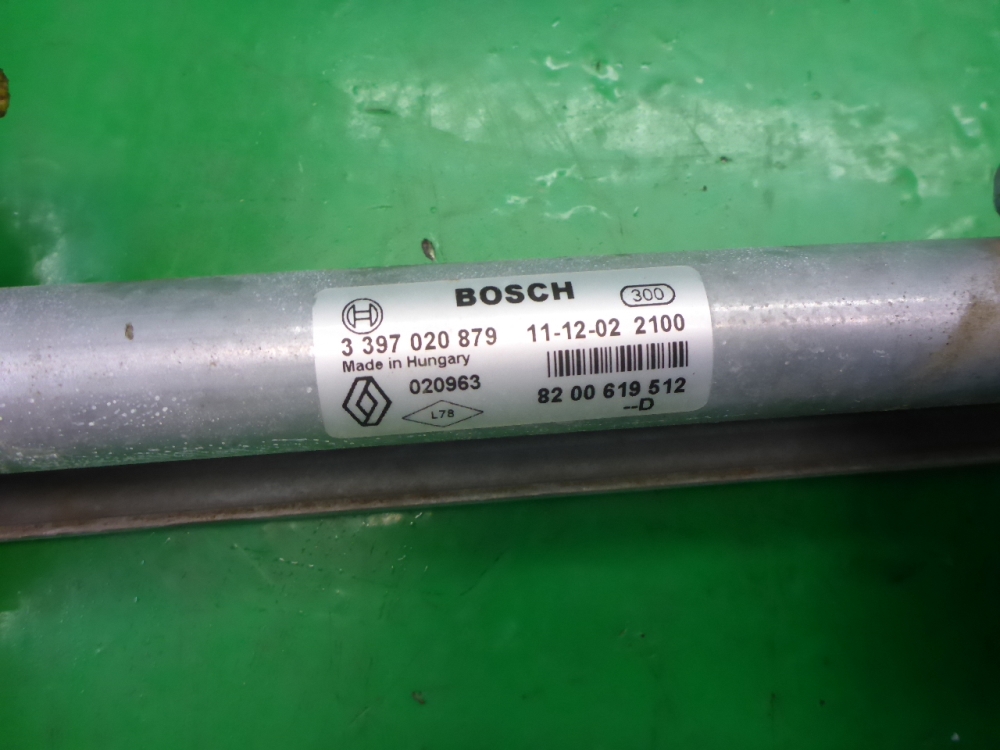 BOSCH 300
3 397 020 879 11-12-02 2100
Made in Hungary
020963 82 00 619 512
L78 --D